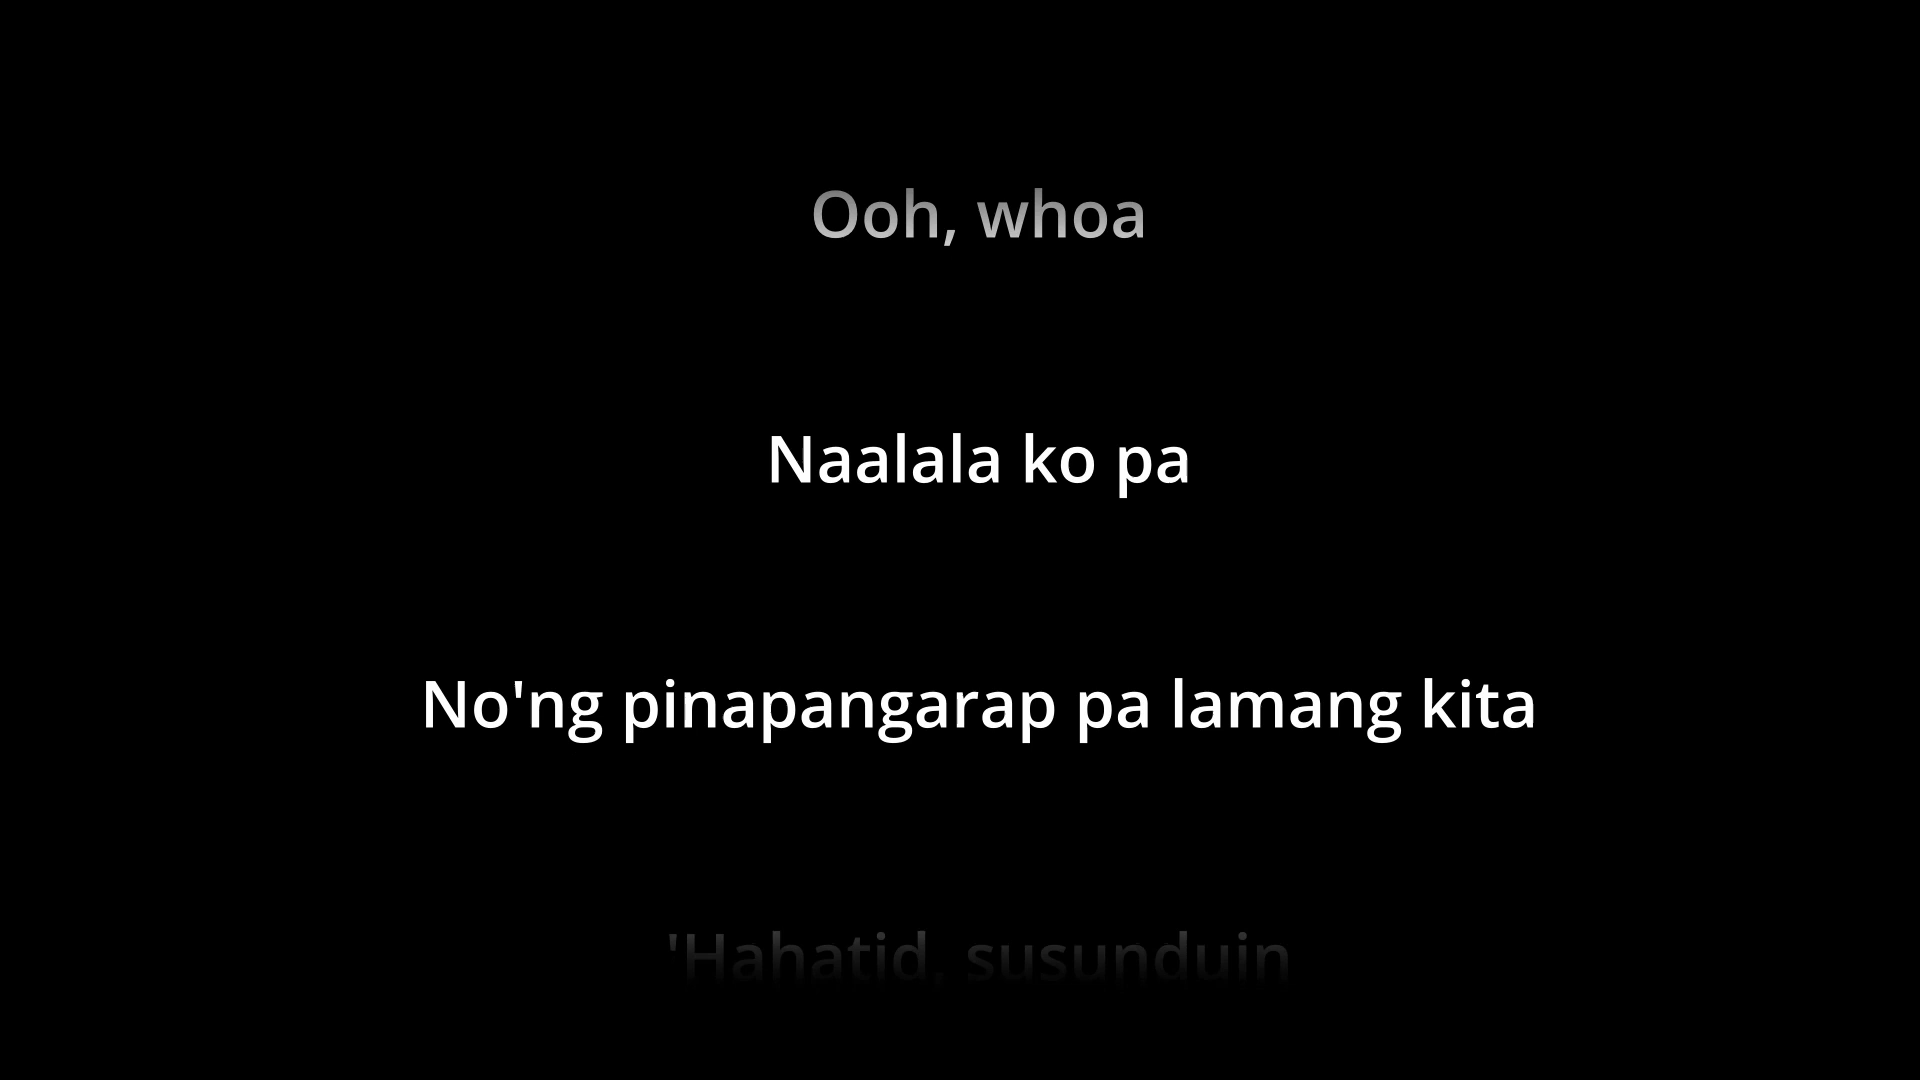 Ooh, whoa
Naalala ko pa
No'ng pinapangarap pa lamang kita
'Hahatid, susunduin